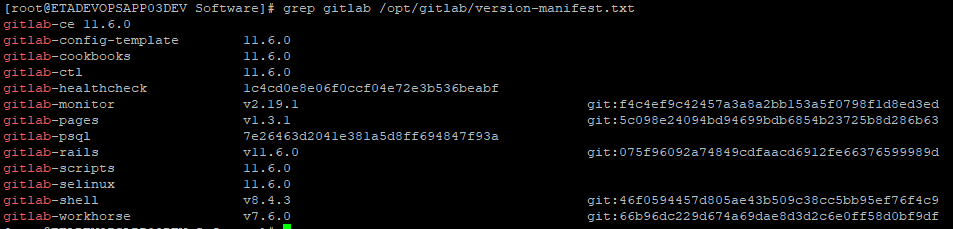 [root@ETADEVOPSAPP03DEV Software]# grep gitlab /opt/gitlab/version-manifest.txt
gitlab-ce 11.6.0
gitlab-config-template 11.6.0
gitlab-cookbooks 11.6.0
gitlab-ctl 11.6.0
gitlab-healthcheck 1c4cd0e8e06f0ccf04e72e3b536beabf
gitlab-monitor v2.19.1 git:f4c4ef9c42457a3a8a2bb153a5f0798f1d8ed3ed
gitlab-pages v1.3.1 git:5c098e24094bd94699bdb6854b23725b8d286b63
gitlab-psql 7e26463d2041e381a5d8ff694847f93a
gitlab-rails v11.6.0 git:075f96092a74849cdfaacd6912fe66376599989d
gitlab-scripts 11.6.0
gitlab-selinux 11.6.0
gitlab-shell v8.4.3 git:46f0594457d805ae43b509c38cc5bb95ef76f4c9
gitlab-workhorse v7.6.0 git:66b96dc229d674a69dae8d3d2c6e0ff58d0bf9df